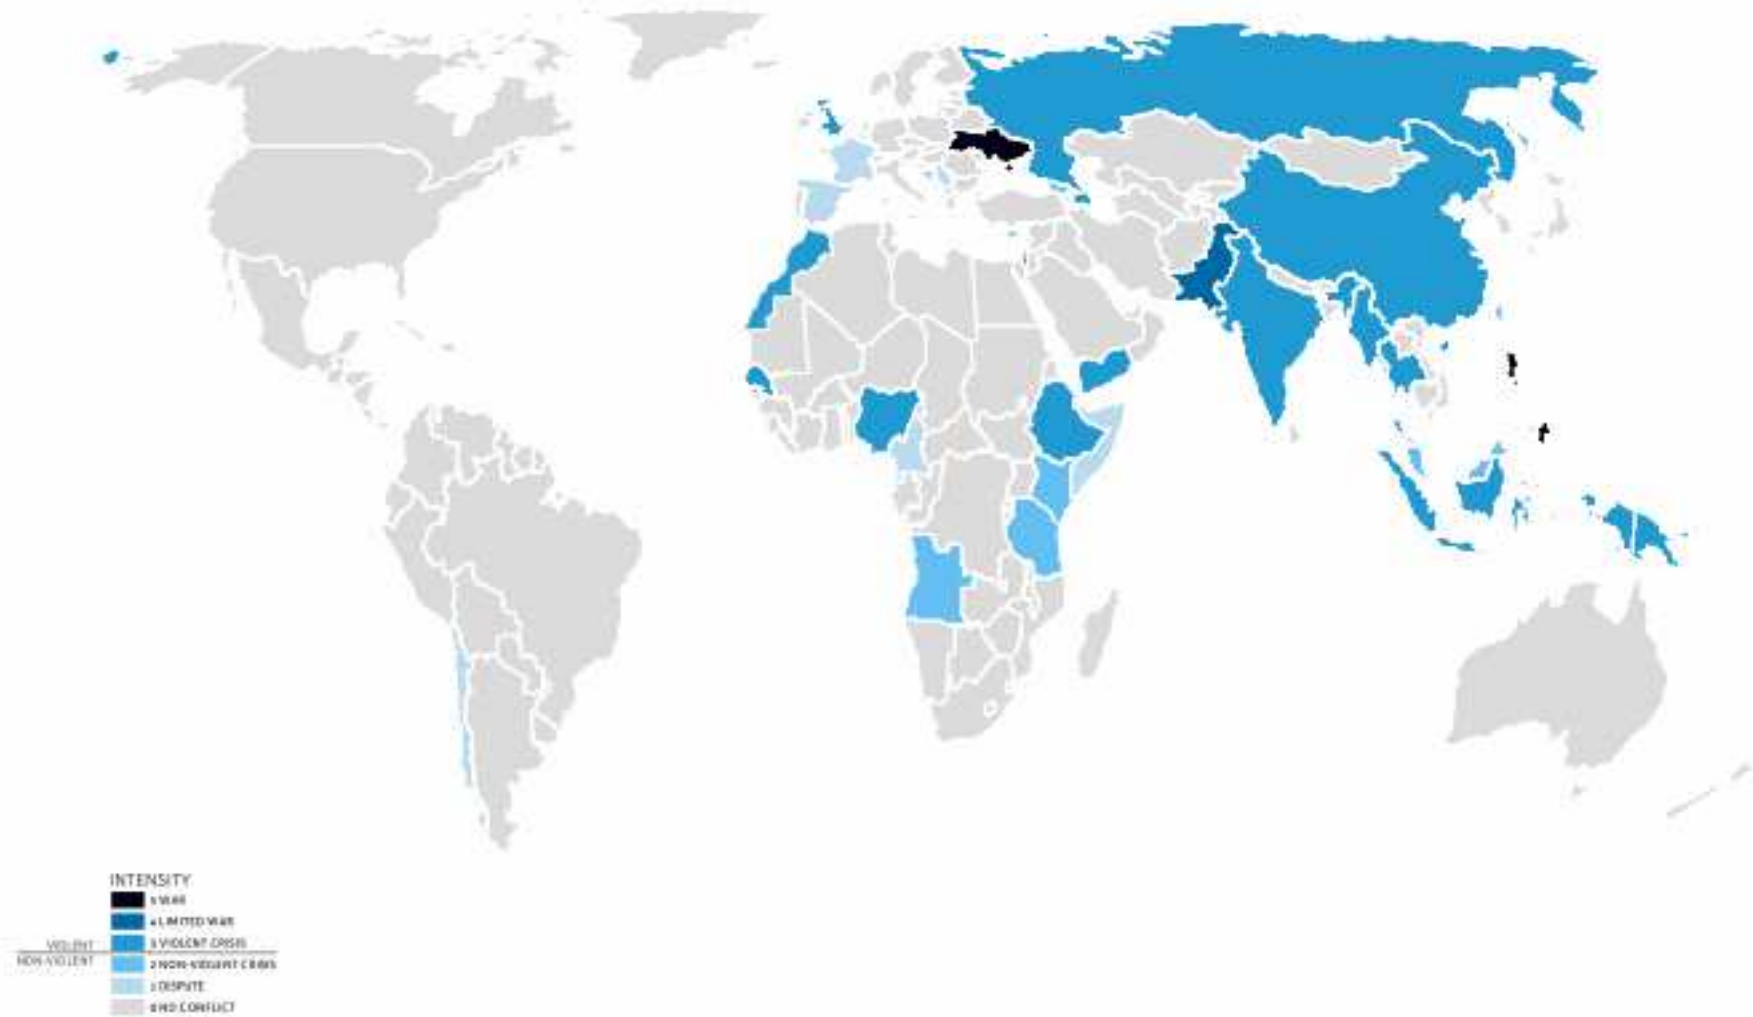 INTENSITY
5 WAR
4 LIMITED WAR
3 VIOLENT CRISIS
VIOLENT
NON-VIOLENT
2 NON-VIOLENT CRISIS
1 DISPUTE
0 NO CONFLICT